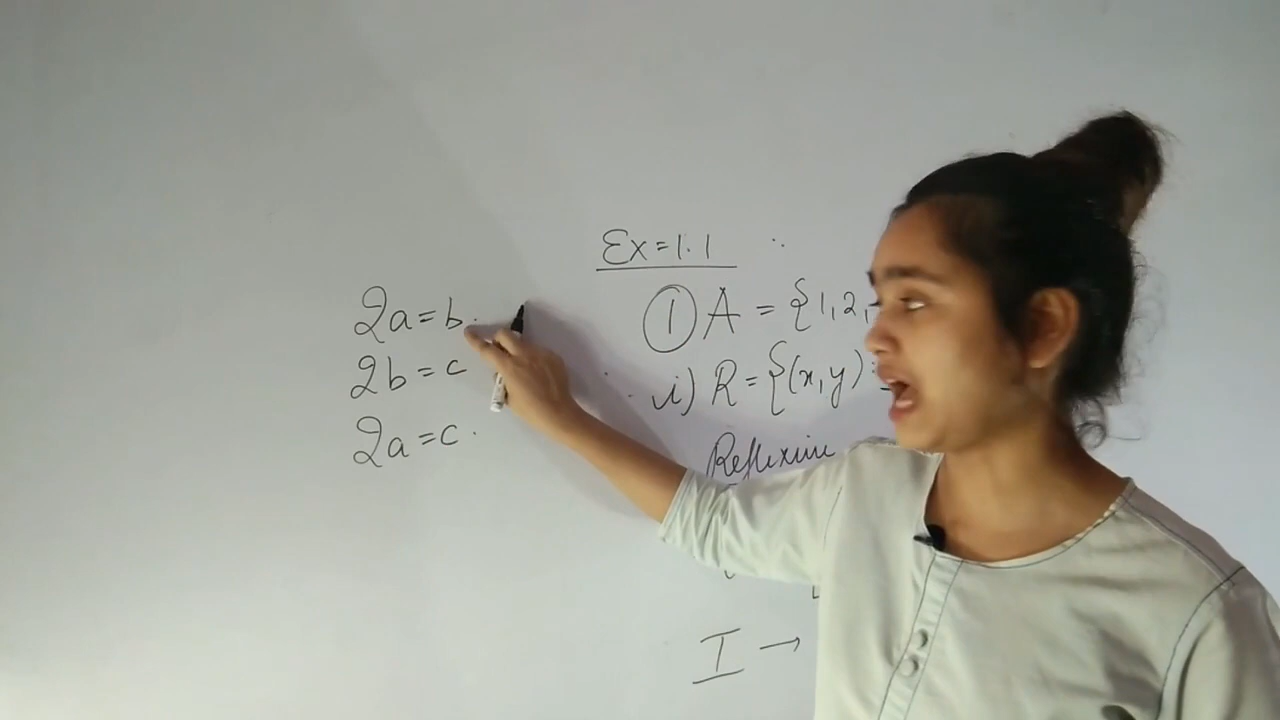 Ex=1.1
2a=b.
2b=c
2a=c.
① A = {1,2,
i) R={(x,y):
Reflexive
I →